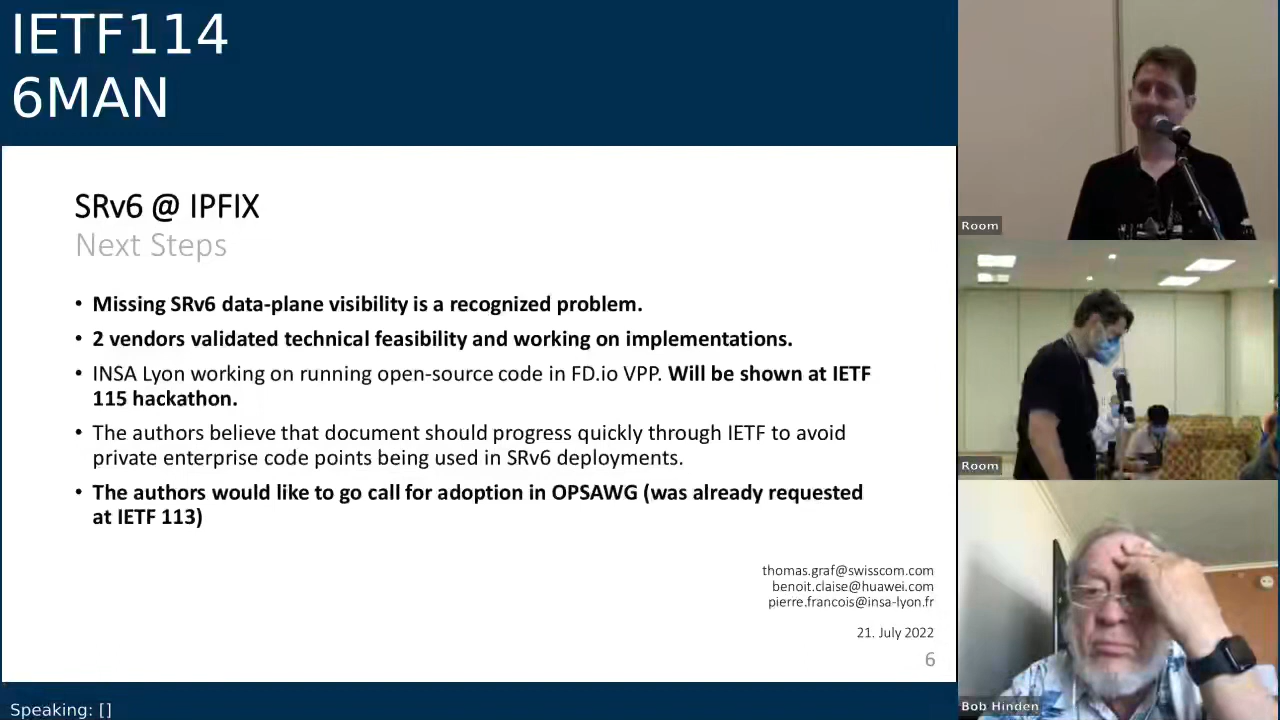 IETF114
6MAN
SRv6 @ IPFIX
Next Steps
• Missing SRv6 data-plane visibility is a recognized problem.
• 2 vendors validated technical feasibility and working on implementations.
• INSA Lyon working on running open-source code in FD.io VPP. Will be shown at IETF
115 hackathon.
• The authors believe that document should progress quickly through IETF to avoid
private enterprise code points being used in SRv6 deployments.
• The authors would like to go call for adoption in OPSAWG (was already requested
at IETF 113)
thomas.graf@swisscom.com
benoit.claise@huawei.com
pierre.francois@insa-lyon.fr
21. July 2022
6
Speaking: []
Room
Room
Bob Hinden